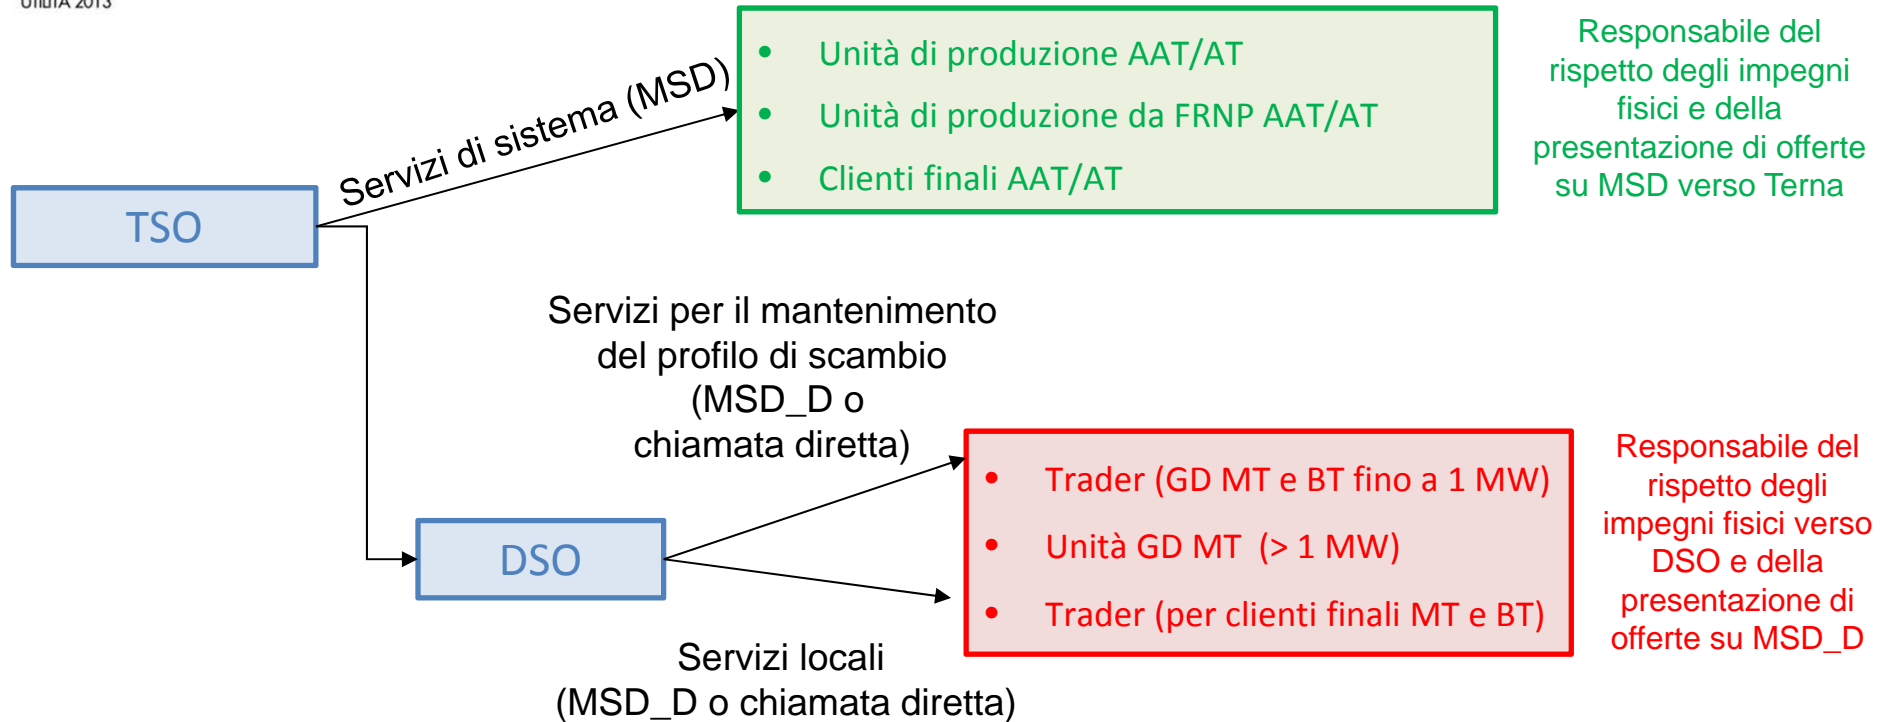 UTILITÀ 2013
• Unità di produzione AAT/AT
• Unità di produzione da FRNP AAT/AT
• Clienti finali AAT/AT
Responsabile del
rispetto degli impegni
fisici e della
presentazione di offerte
su MSD verso Terna
Servizi di sistema (MSD)
TSO
Servizi per il mantenimento
del profilo di scambio
(MSD_D o
chiamata diretta)
DSO
• Trader (GD MT e BT fino a 1 MW)
• Unità GD MT (> 1 MW)
• Trader (per clienti finali MT e BT)
Responsabile del
rispetto degli
impegni fisici verso
DSO e della
presentazione di
offerte su MSD_D
Servizi locali
(MSD_D o chiamata diretta)